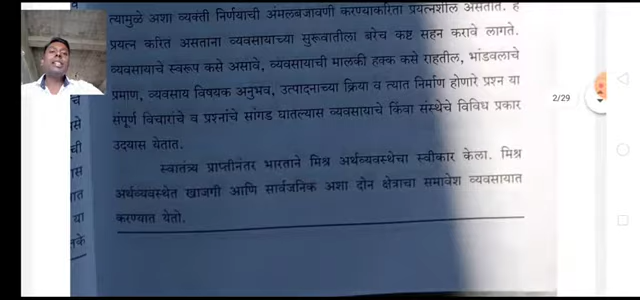 त्यामुळे अशा व्यक्ती निर्णयाची अंमलबजावणी करण्याकरिता प्रयत्नशील असतात. ह
प्रयत्न करित असताना व्यवसायाच्या सुरूवातीला बरेच कष्ट सहन करावे लागते.
व्यवसायाचे स्वरूप कसे असावे, व्यवसायाची मालकी हक्क कसे राहतील, भांडवलाचे
प्रमाण, व्यवसाय विषयक अनुभव, उत्पादनाच्या क्रिया व त्यात निर्माण होणारे प्रश्न या
संपूर्ण विचारांचे व प्रश्नांचे सांगड घातल्यास व्यवसायाचे किंवा संस्थेचे विविध प्रकार
उदयास येतात.
स्वातंत्र्य प्राप्तीनंतर भारताने मिश्र अर्थव्यवस्थेचा स्वीकार केला. मिश्र
अर्थव्यवस्थेत खाजगी आणि सार्वजनिक अशा दोन क्षेत्राचा समावेश व्यवसायात
करण्यात येतो.
चे
से
ची
स
ात
या
कि
2/29